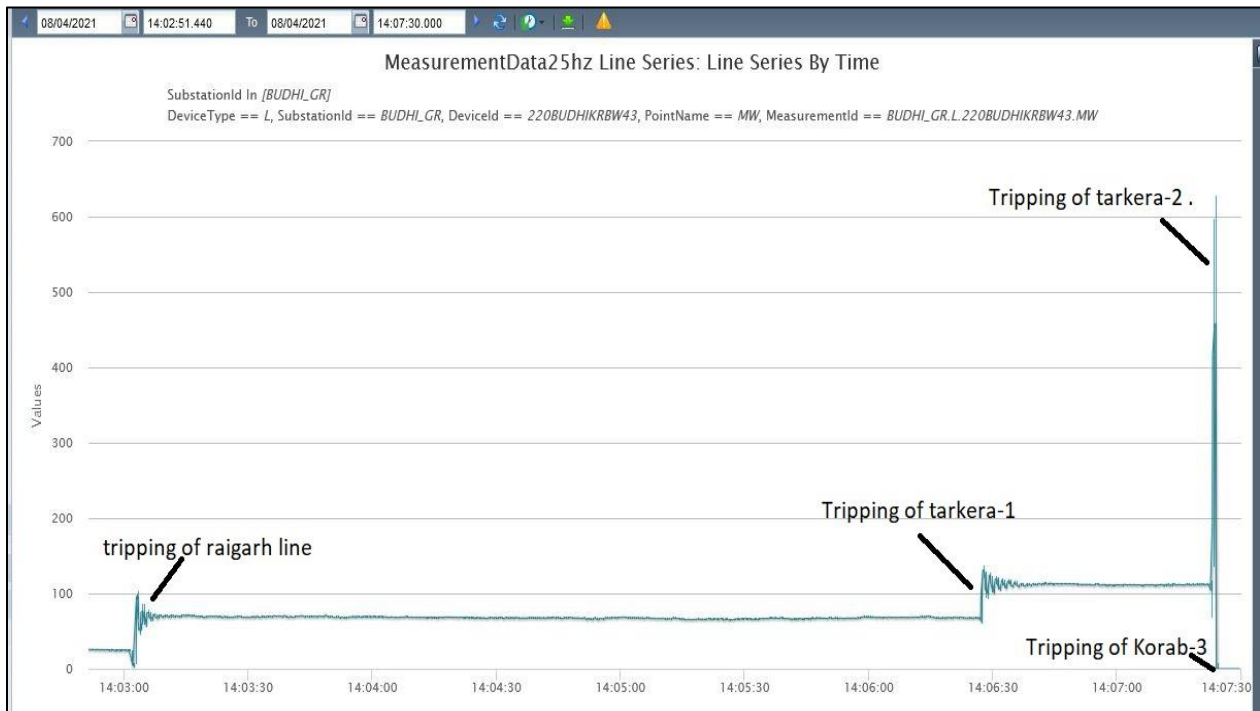 08/04/2021 14:02:51.440 To 08/04/2021 14:07:30.000
MeasurementData25hz Line Series: Line Series By Time
SubstationId In [BUDHI_GR]
DeviceType == L, SubstationId == BUDHI_GR, DeviceId == 220BUDHIKRBW43, PointName == MW, MeasurementId == BUDHI_GR.L.220BUDHIKRBW43.MW
700
Tripping of tarkera-2 .
600
500
400
Values
300
200
Tripping of tarkera-1
tripping of raigarh line
100
Tripping of Korab-3
0
14:03:00 14:03:30 14:04:00 14:04:30 14:05:00 14:05:30 14:06:00 14:06:30 14:07:00 14:07:30